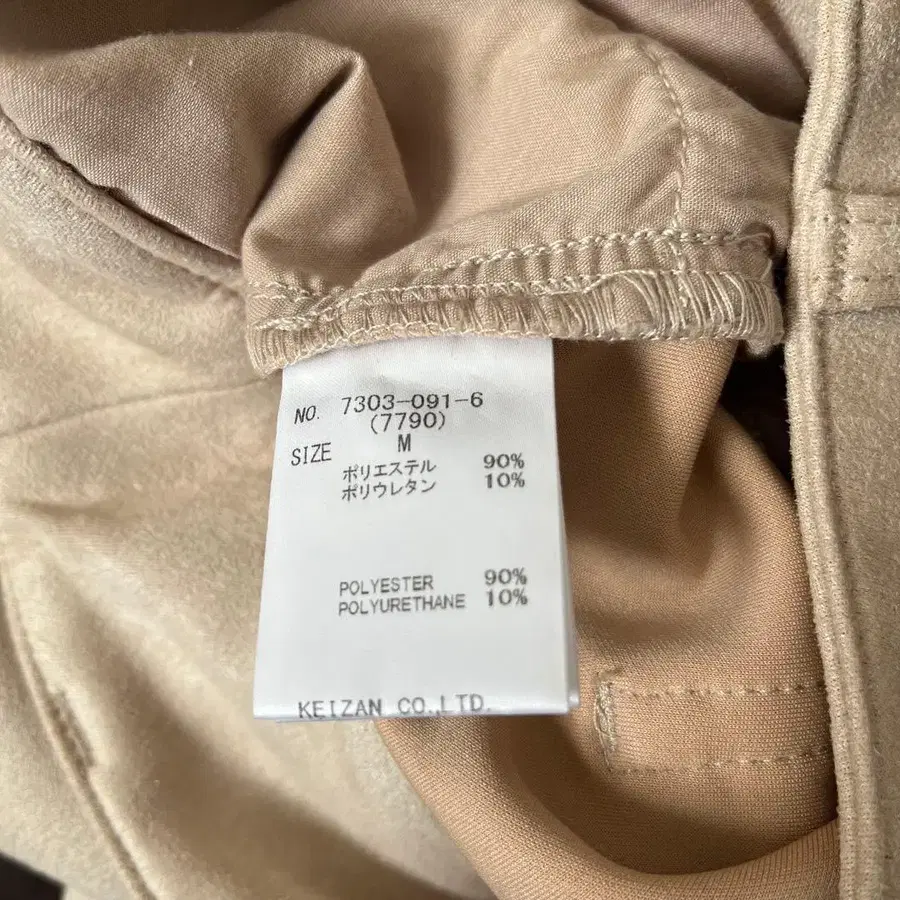 NO. 7303-091-6
(7790)
SIZE M
ポリエステル 90%
ポリウレタン 10%
POLYESTER 90%
POLYURETHANE 10%
KEIZAN CO.,LTD.